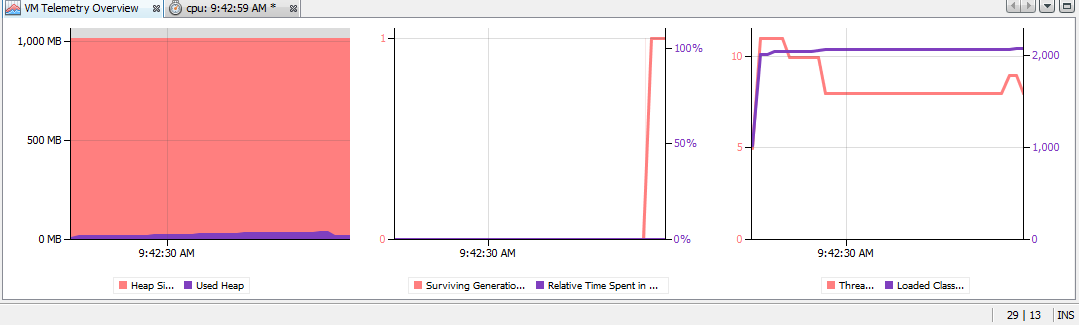 VM Telemetry Overview
cpu: 9:42:59 AM *
1,000 MB
500 MB
0 MB
9:42:30 AM
Heap Si...
Used Heap
1
0
100%
50%
0%
9:42:30 AM
Surviving Generatio...
Relative Time Spent in ...
10
5
0
2,000
1,000
0
9:42:30 AM
Threa...
Loaded Class...
29 | 13
INS